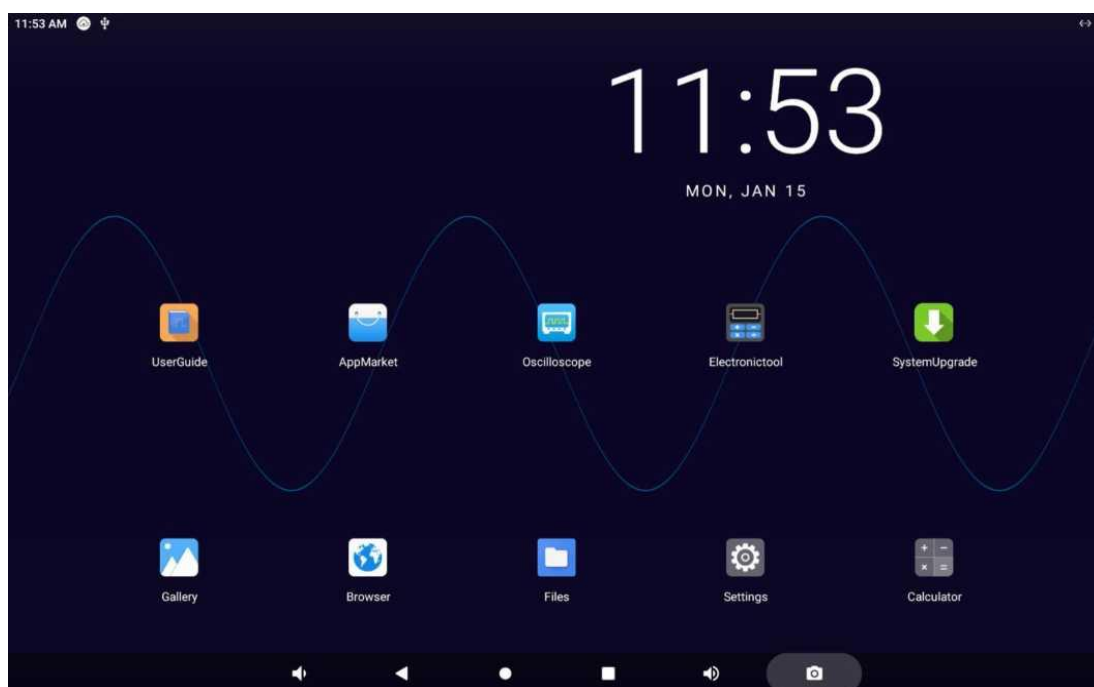 11:53 AM
11:53
MON, JAN 15
UserGuide
AppMarket
Oscilloscope
Electronictool
SystemUpgrade
Gallery
Browser
Files
Settings
Calculator